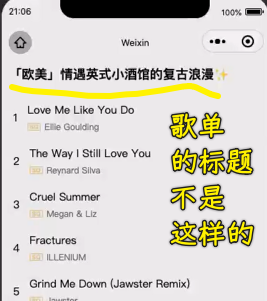 21:06
100%
Weixin
「欧美」情遇英式小酒馆的复古浪漫✨
1 Love Me Like You Do
Ellie Goulding
2 The Way I Still Love You
Reynard Silva
3 Cruel Summer
Megan & Liz
4 Fractures
ILLENIUM
5 Grind Me Down (Jawster Remix)
Jawster
歌单
的标题
不是
这样的